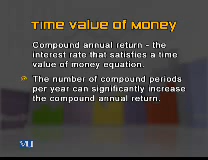 Time Value of Money
Compound annual return - the
interest rate that satisfies a time
value of money equation.
The number of compound periods
per year can significantly increase
the compound annual return.
VU